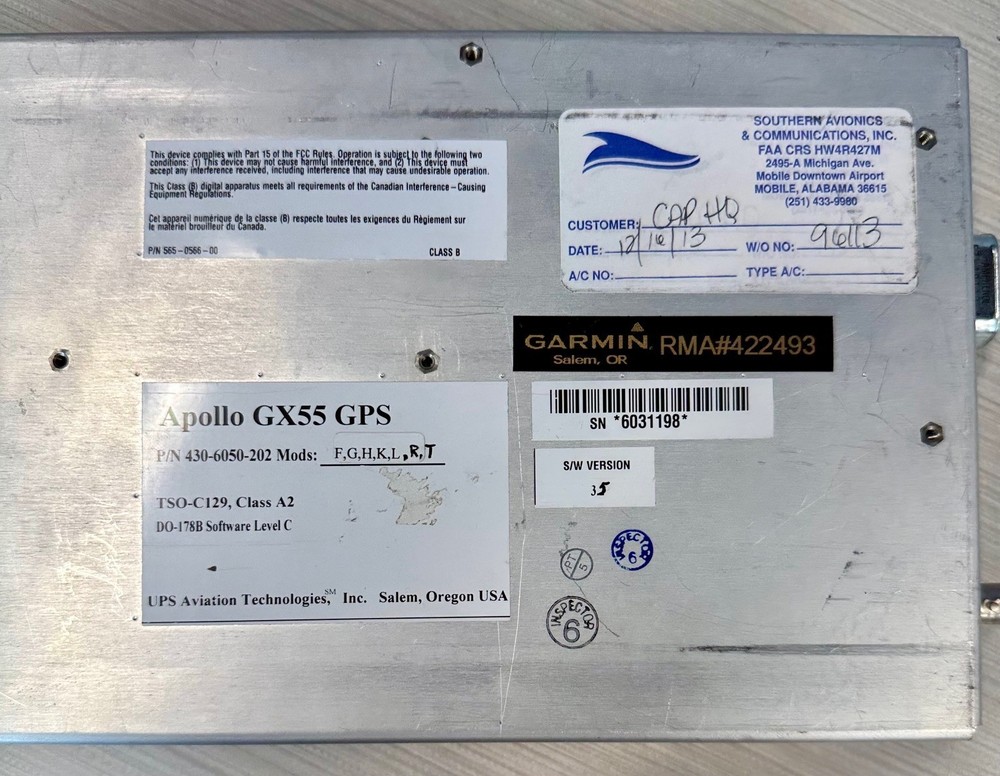 This device complies with Part 15 of the FCC Rules. Operation is subject to the following two
conditions: (1) This device may not cause harmful interference, and (2) This device must
accept any interference received, including interference that may cause undesirable operation.
This Class (B) digital apparatus meets all requirements of the Canadian Interference-Causing
Equipment Regulations.
Cet appareil numérique de la classe (B) respecte toutes les exigences du Règiement sur
le matériel brouilleur du Canada.
P/N 565-0566-00 CLASS B
SOUTHERN AVIONICS
& COMMUNICATIONS, INC.
FAA CRS HW4R427M
2495-A Michigan Ave.
Mobile Downtown Airport
MOBILE, ALABAMA 36615
(251) 433-9980
CUSTOMER: CAP HQ
DATE: 12/16/13 W/O NO: 96113
A/C NO: TYPE A/C:
GARMIN
Salem, OR
RMA#422493
SN *6031198*
S/W VERSION
3.5
Apollo GX55 GPS
P/N 430-6050-202 Mods: F,G,H,K,L,R,T
TSO-C129, Class A2
DO-178B Software Level C
UPS Aviation Technologies,SM Inc. Salem, Oregon USA
PT/5
INSPECTOR
6
INSPECTOR
6